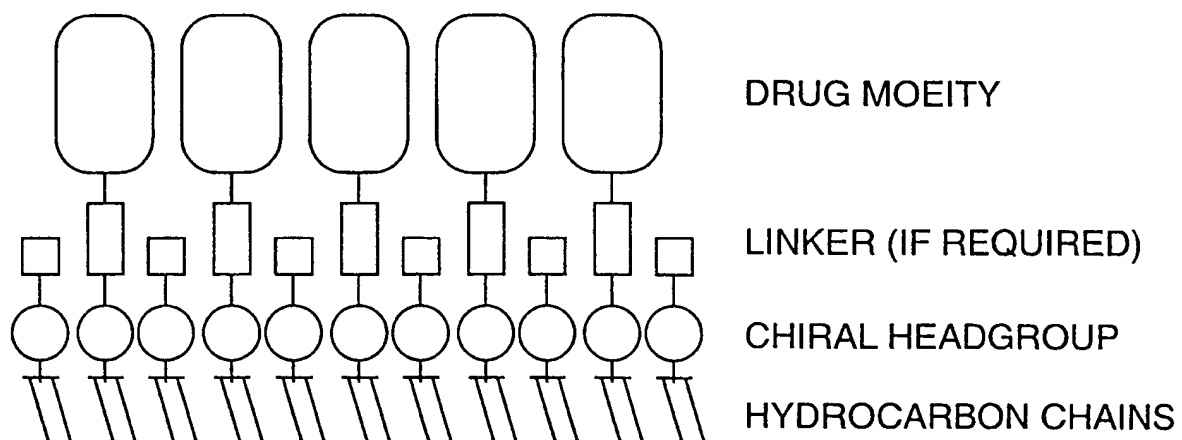 DRUG MOEITY
LINKER (IF REQUIRED)
CHIRAL HEADGROUP
HYDROCARBON CHAINS